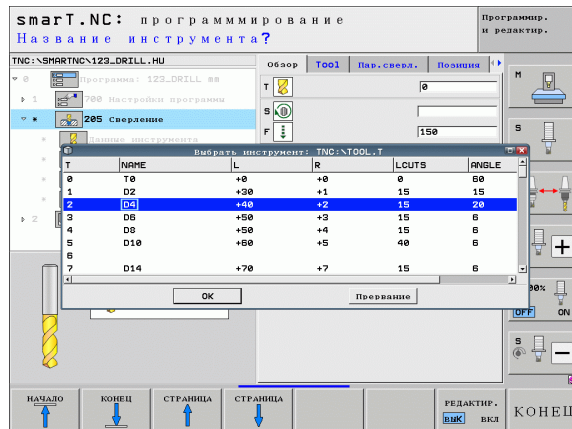 smarT.NC: программмирование
Программир. и редактир.
Название инструмента?
TNC:\SMARTNC\123_DRILL.HU
Обзор Tool Пар.сверл. Позиция
0 Программа: 123_DRILL mm
T 0
1 700 Настройки программы
S
* 205 Сверление
F 150
* Данные инструмента
Выбрать инструмент: TNC:\TOOL.T
T NAME L R LCUTS ANGLE
0 T0 +0 +0 0 60
1 D2 +30 +1 15 15
2 D4 +40 +2 15 20
3 D6 +50 +3 15 6
4 D8 +50 +4 15 6
5 D10 +60 +5 40 6
6
7 D14 +70 +7 15 6
OK Прервание
M
S
T
OFF ON
S
НАЧАЛО КОНЕЦ СТРАНИЦА СТРАНИЦА РЕДАКТИР. ВЫК ВКЛ КОНЕЦ